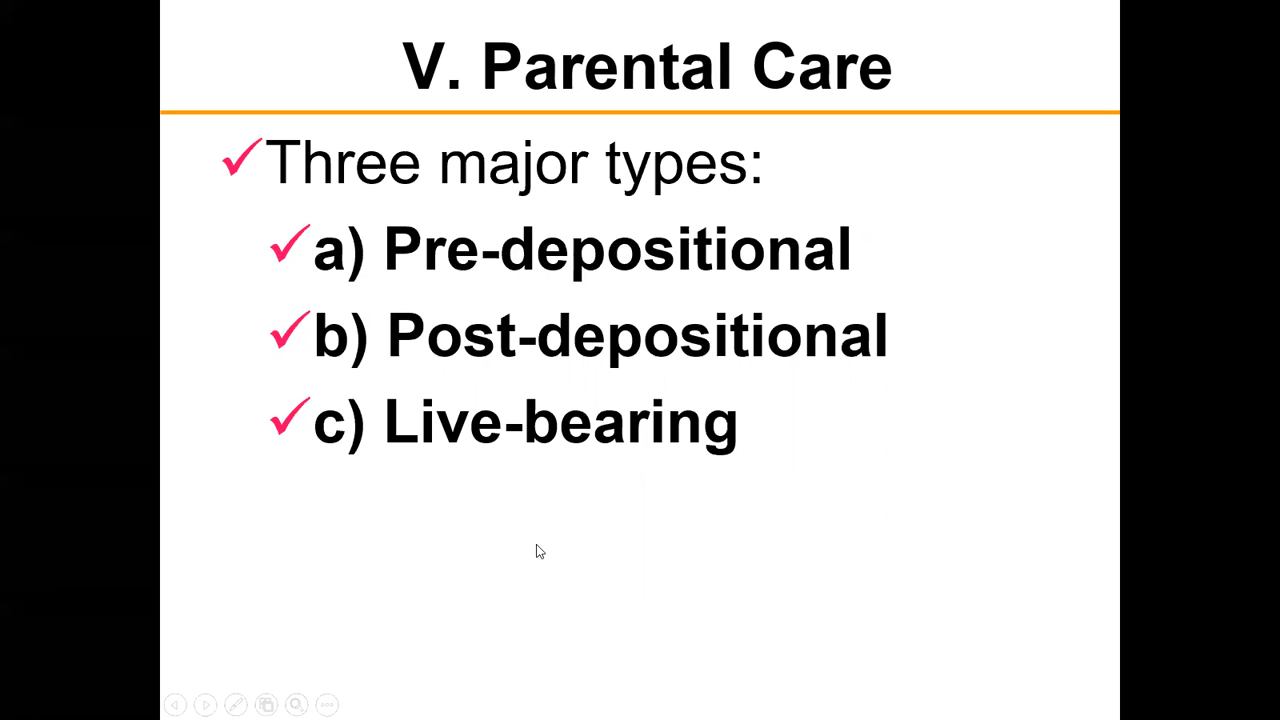 V. Parental Care
Three major types:
a) Pre-depositional
b) Post-depositional
c) Live-bearing